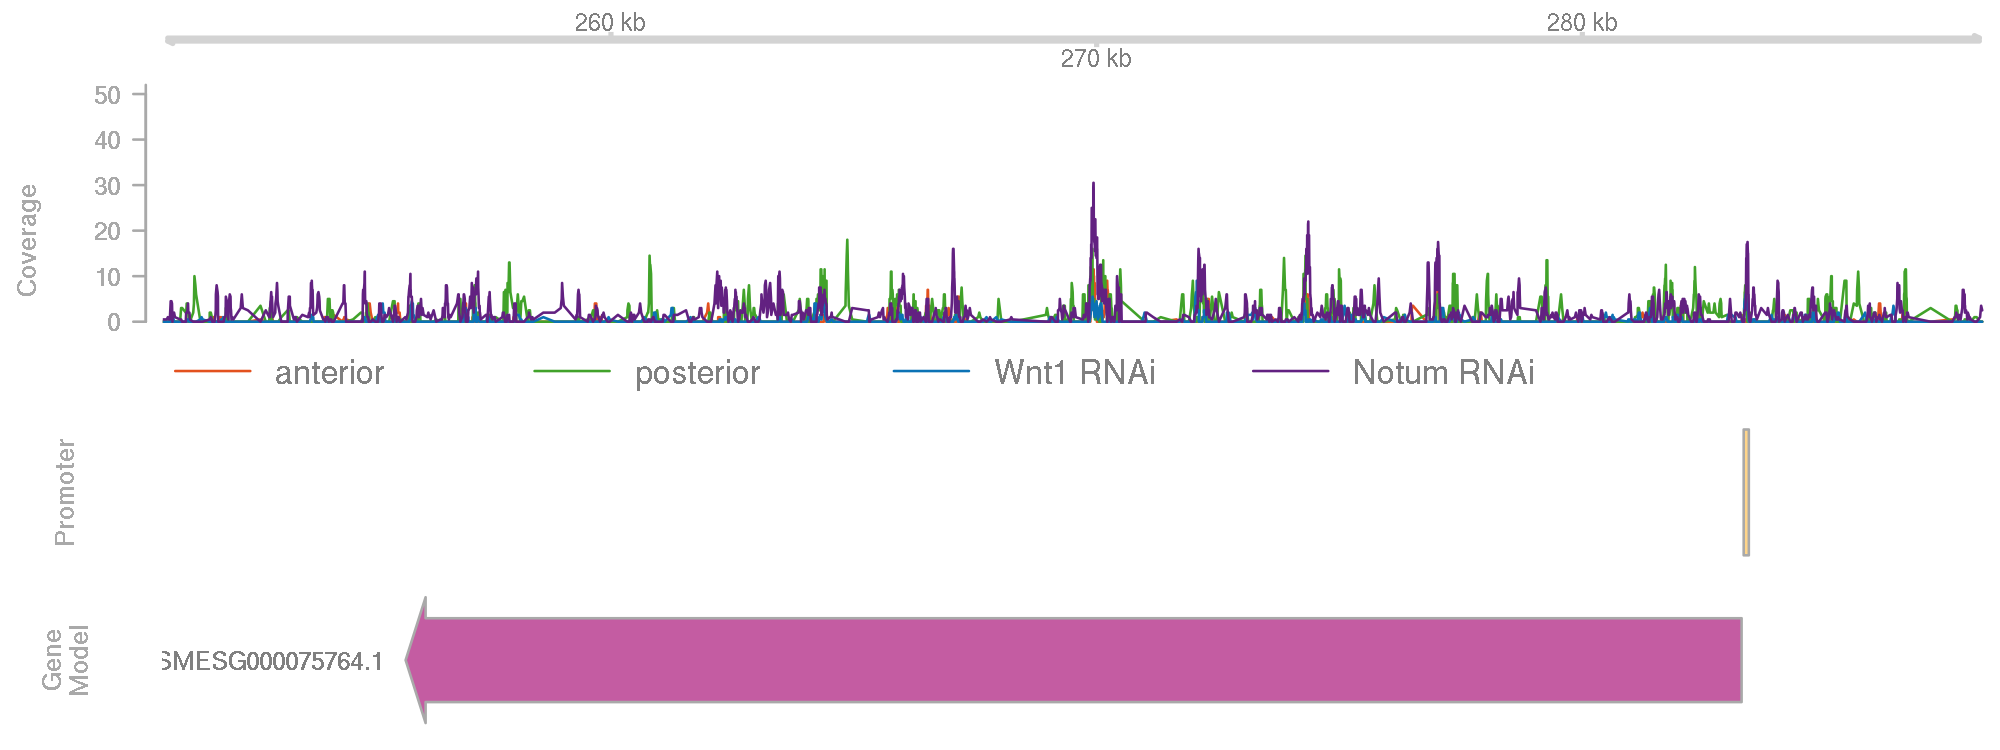 260 kb
280 kb
270 kb
50
40
30
20
10
0
Coverage
anterior
posterior
Wnt1 RNAi
Notum RNAi
Promoter
Gene
Model
SMESG000075764.1